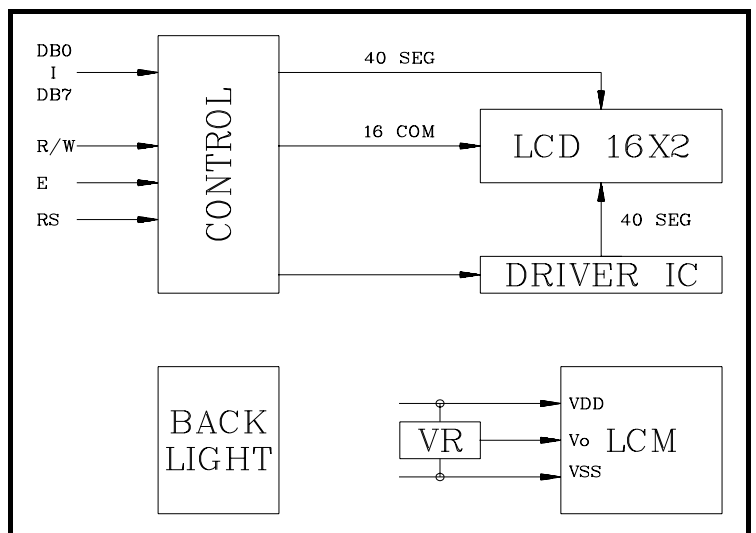 DB0
I
DB7
R/W
E
RS
CONTROL
40 SEG
16 COM
LCD 16X2
40 SEG
DRIVER IC
BACK
LIGHT
VR
VDD
Vo
VSS
LCM